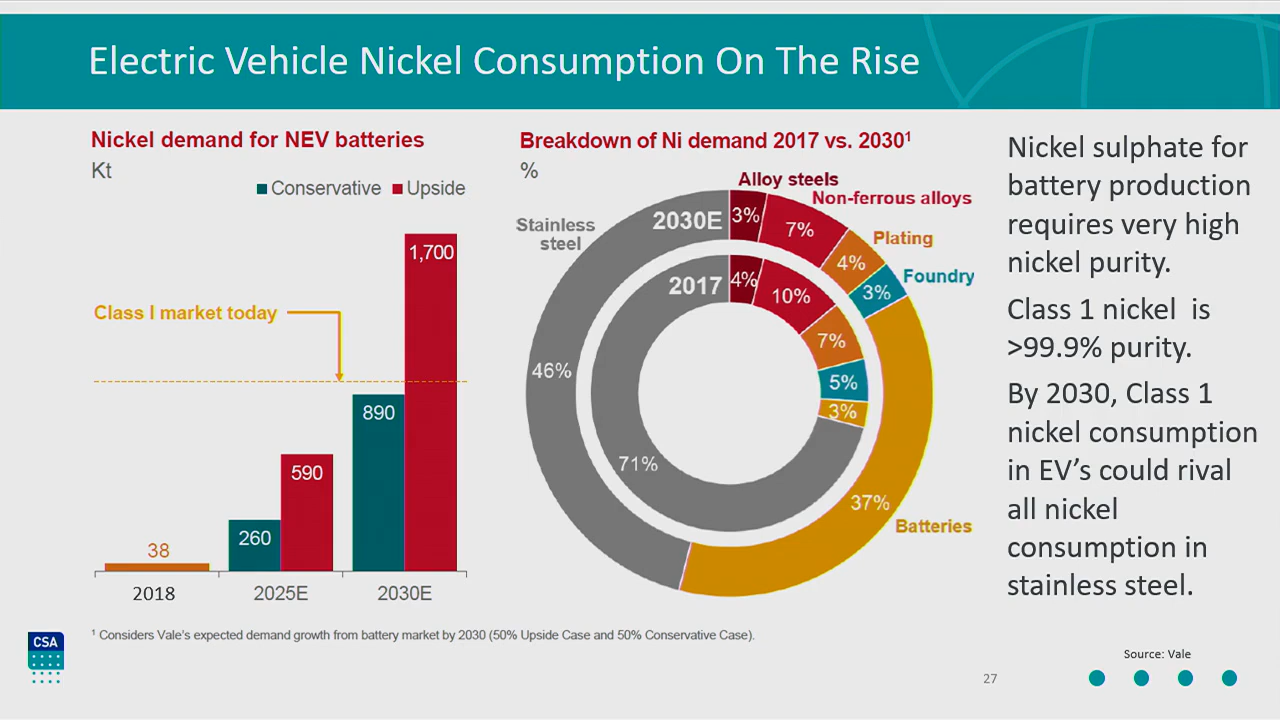 Electric Vehicle Nickel Consumption On The Rise
Nickel demand for NEV batteries
Kt
Conservative
Upside
Class I market today
38
260
590
890
1,700
2018
2025E
2030E
Breakdown of Ni demand 2017 vs. 2030¹
%
Alloy steels
Non-ferrous alloys
Plating
Foundry
Batteries
Stainless
steel
2030E
3%
7%
4%
3%
37%
46%
2017
4%
10%
7%
5%
3%
71%
¹ Considers Vale's expected demand growth from battery market by 2030 (50% Upside Case and 50% Conservative Case).
Nickel sulphate for
battery production
requires very high
nickel purity.
Class 1 nickel is
>99.9% purity.
By 2030, Class 1
nickel consumption
in EV's could rival
all nickel
consumption in
stainless steel.
Source: Vale
CSA
27